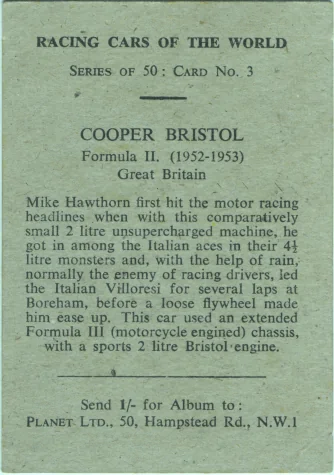 RACING CARS OF THE WORLD
SERIES OF 50: CARD No. 3
COOPER BRISTOL
Formula II. (1952-1953)
Great Britain
Mike Hawthorn first hit the motor racing
headlines when with this comparatively
small 2 litre unsupercharged machine, he
got in among the Italian aces in their 4½
litre monsters and, with the help of rain,
normally the enemy of racing drivers, led
the Italian Villoresi for several laps at
Boreham, before a loose flywheel made
him ease up. This car used an extended
Formula III (motorcycle engined) chassis,
with a sports 2 litre Bristol engine.
Send 1/- for Album to:
PLANET LTD., 50, Hampstead Rd., N.W.1